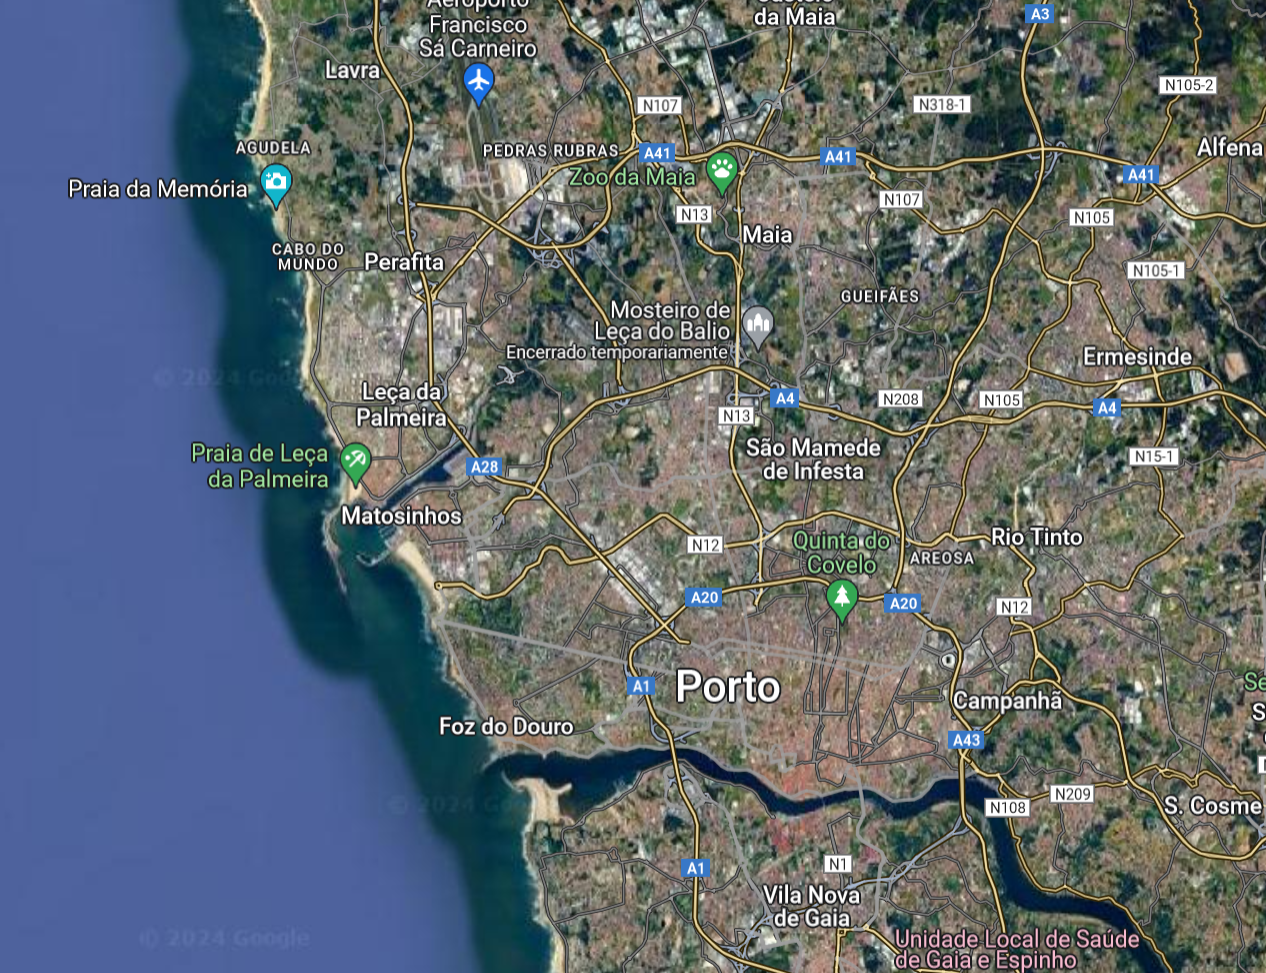 Aeroporto
Francisco
Sá Carneiro
Castêlo
da Maia
A3
Lavra
N107
N318-1
N105-2
AGUDELA
PEDRAS RUBRAS
A41
A41
Alfena
Praia da Memória
Zoo da Maia
A41
N107
N13
N105
Maia
CABO DO
MUNDO
Perafita
N105-1
GUEIFÃES
Mosteiro de
Leça do Balio
Encerrado temporariamente
Ermesinde
© 2024 Goo
Leça da
Palmeira
A4
N208
N105
A4
N13
São Mamede
de Infesta
Praia de Leça
da Palmeira
A28
N15-1
Matosinhos
N12
Quinta do
Covelo
AREOSA
Rio Tinto
A20
A20
N12
A1
Porto
Campanhã
Se
S
Foz do Douro
A43
© 2024 G
N108
N209
S. Cosme
A1
N1
Vila Nova
de Gaia
© 2024 Google
Unidade Local de Saúde
de Gaia e Espinho